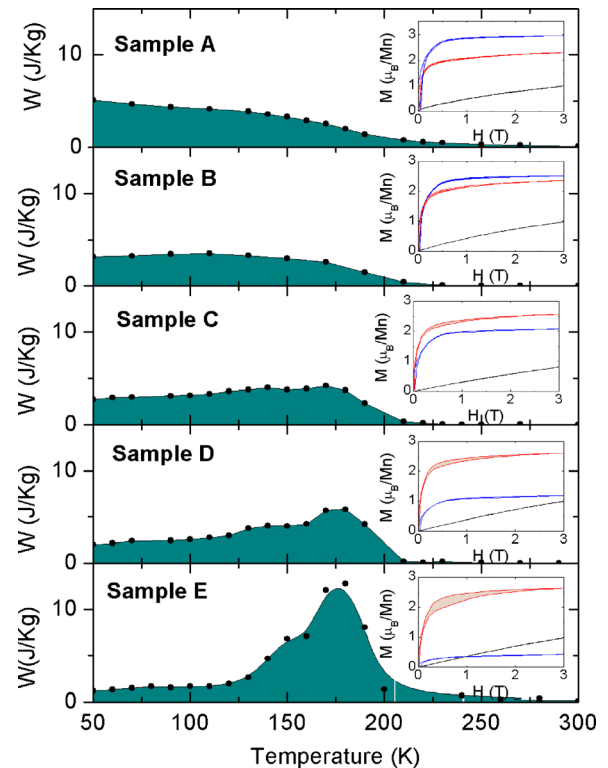 Sample A
W (J/Kg)
10
0
M (μB/Mn)
3
2
1
0
0 1 2 3
H (T)
Sample B
W (J/Kg)
10
0
M (μB/Mn)
3
2
1
0
0 1 2 3
H (T)
Sample C
W (J/Kg)
10
0
M (μB/Mn)
3
2
1
0
0 1 2 3
H (T)
Sample D
W (J/Kg)
10
0
M (μB/Mn)
3
2
1
0
0 1 2 3
H (T)
Sample E
W(J/Kg)
10
0
M (μB/Mn)
3
2
1
0
0 1 2 3
H (T)
50 100 150 200 250 300
Temperature (K)